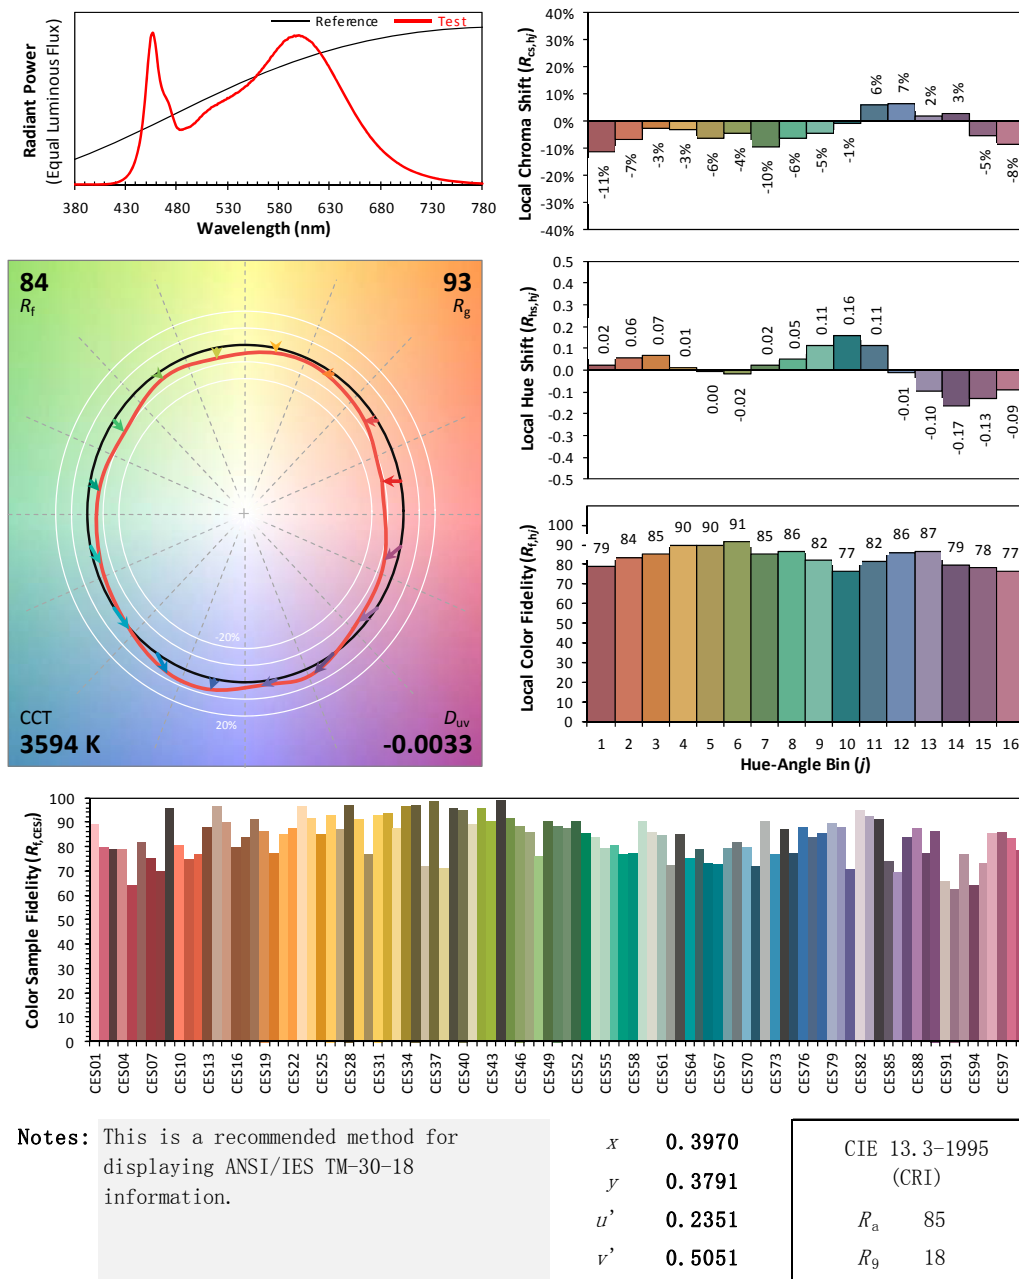 Reference
Test
Radiant Power
(Equal Luminous Flux)
380 430 480 530 580 630 680 730 780
Wavelength (nm)
Local Chroma Shift (Rcs,hj)
40%
30%
20%
10%
0%
-10%
-20%
-30%
-40%
-11% -7% -3% -3% -6% -4% -10% -6% -5% -1% 6% 7% 2% 3% -5% -8%
84
Rf
93
Rg
-20%
20%
CCT
3594 K
Duv
-0.0033
Local Hue Shift (Rhs,hj)
0.5
0.4
0.3
0.2
0.1
0.0
-0.1
-0.2
-0.3
-0.4
-0.5
0.02 0.06 0.07 0.01 0.00 -0.02 0.02 0.05 0.11 0.16 0.11 -0.01 -0.10 -0.17 -0.13 -0.09
Local Color Fidelity (Rf,hj)
100
90
80
70
60
50
40
30
20
10
0
79 84 85 90 90 91 85 86 82 77 82 86 87 79 78 77
1 2 3 4 5 6 7 8 9 10 11 12 13 14 15 16
Hue-Angle Bin (j)
Color Sample Fidelity (Rf,CESi)
100
90
80
70
60
50
40
30
20
10
0
CES01 CES04 CES07 CES10 CES13 CES16 CES19 CES22 CES25 CES28 CES31 CES34 CES37 CES40 CES43 CES46 CES49 CES52 CES55 CES58 CES61 CES64 CES67 CES70 CES73 CES76 CES79 CES82 CES85 CES88 CES91 CES94 CES97
Notes: This is a recommended method for
displaying ANSI/IES TM-30-18
information.
x 0.3970
y 0.3791
u' 0.2351
v' 0.5051
CIE 13.3-1995
(CRI)
Ra 85
R9 18